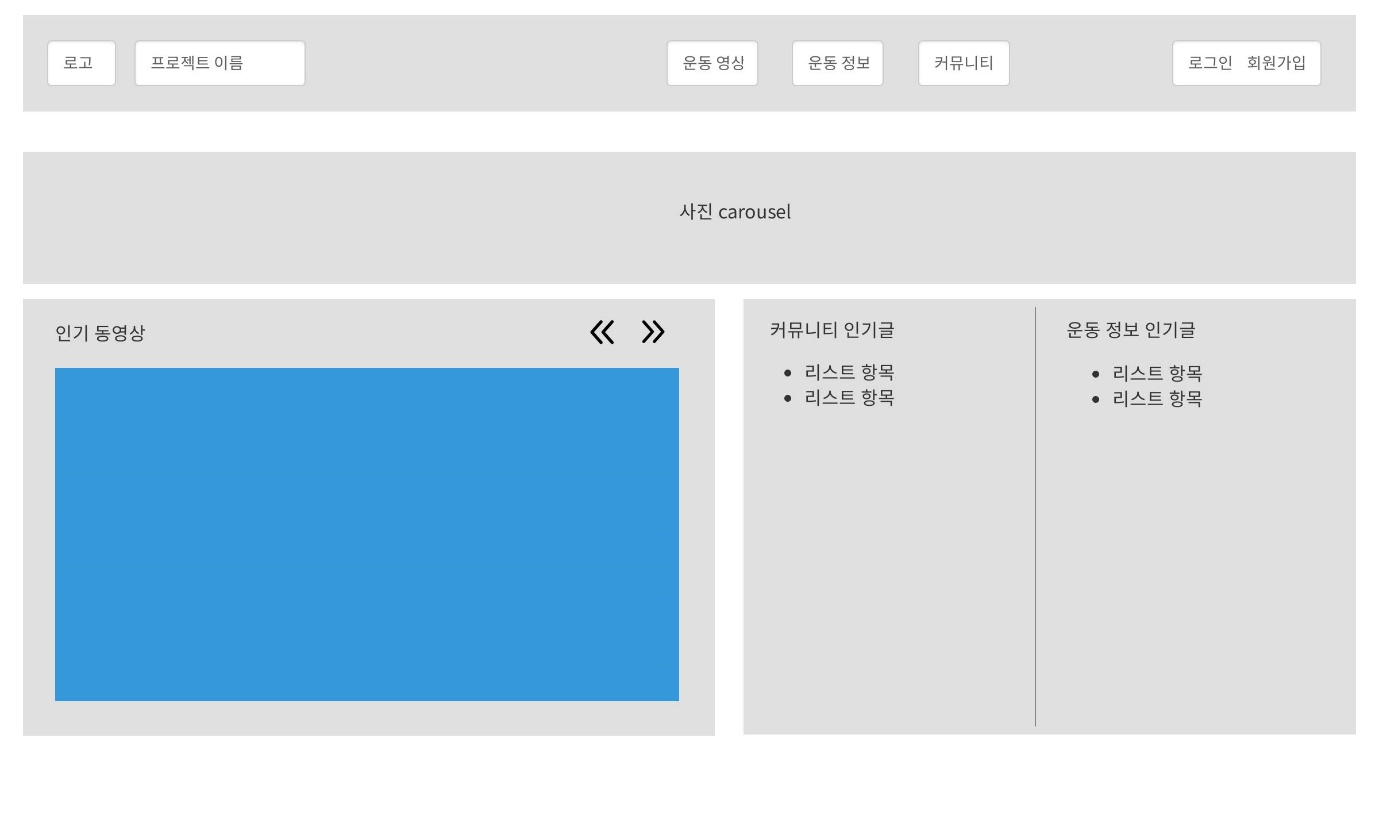 로고
프로젝트 이름
운동 영상
운동 정보
커뮤니티
로그인 회원가입
사진 carousel
인기 동영상
커뮤니티 인기글
리스트 항목
리스트 항목
운동 정보 인기글
리스트 항목
리스트 항목